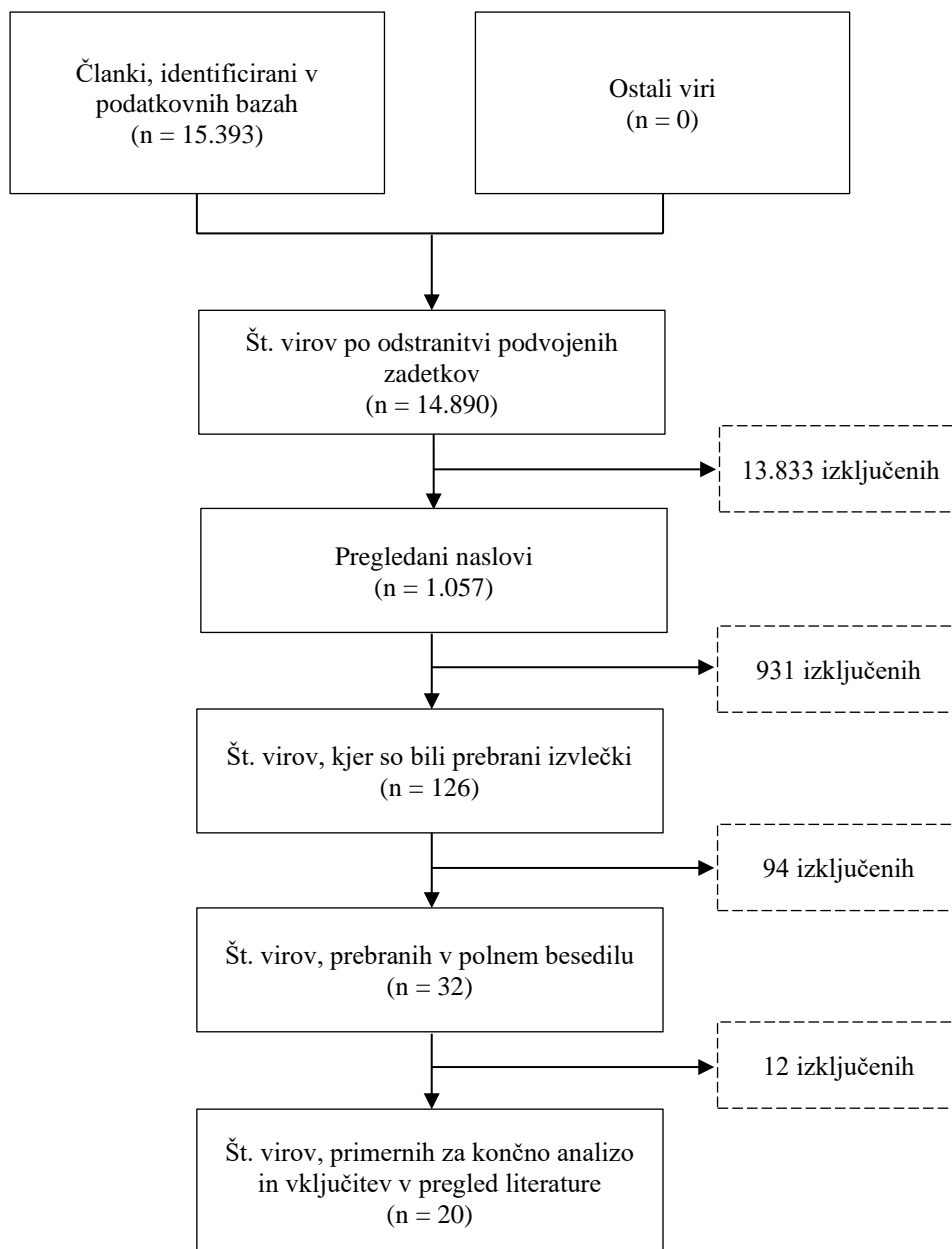 Članki, identificirani v
podatkovnih bazah
(n = 15.393)
Ostali viri
(n = 0)
Št. virov po odstranitvi podvojenih
zadetkov
(n = 14.890)
13.833 izključenih
Pregledani naslovi
(n = 1.057)
931 izključenih
Št. virov, kjer so bili prebrani izvlečki
(n = 126)
94 izključenih
Št. virov, prebranih v polnem besedilu
(n = 32)
12 izključenih
Št. virov, primernih za končno analizo
in vključitev v pregled literature
(n = 20)